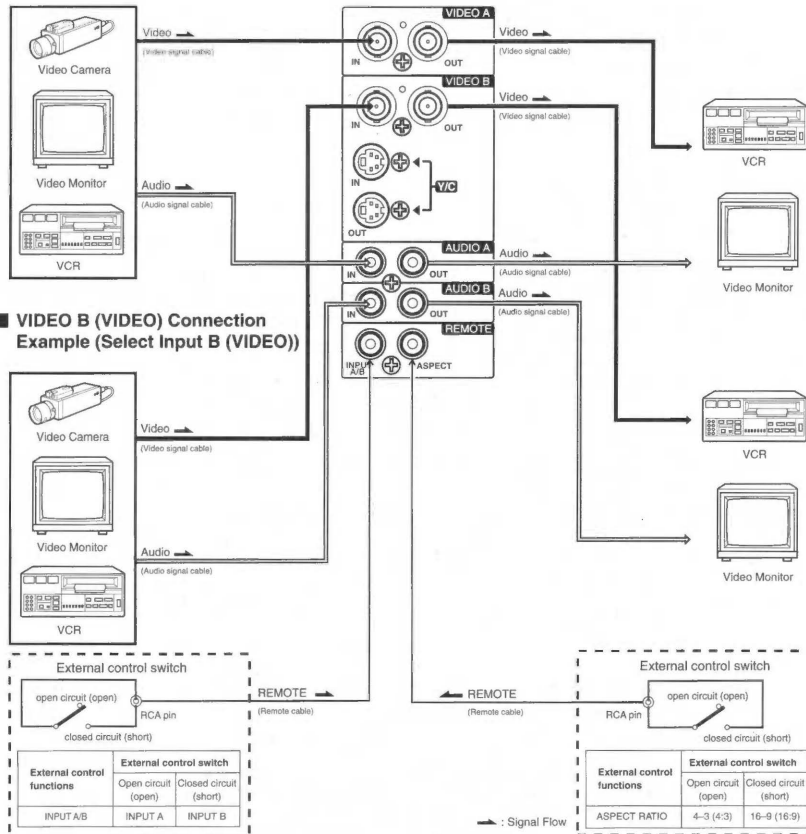 VIDEO A
Video
(Video signal cable)
Video Camera
IN
OUT
Video
(Video signal cable)
VIDEO B
IN
OUT
Video
(Video signal cable)
VCR
Video Monitor
IN
Y/C
OUT
Audio
(Audio signal cable)
VCR
AUDIO A
IN
OUT
Audio
(Audio signal cable)
Video Monitor
AUDIO B
IN
OUT
Audio
(Audio signal cable)
REMOTE
INPUT
A/B
ASPECT
■ VIDEO B (VIDEO) Connection
Example (Select Input B (VIDEO))
Video Camera
Video
(Video signal cable)
Video Monitor
Audio
(Audio signal cable)
VCR
VCR
Video Monitor
External control switch
open circuit (open)
RCA pin
closed circuit (short)
REMOTE
(Remote cable)
External control
functions
External control switch
Open circuit
(open)
Closed circuit
(short)
INPUT A/B
INPUT A
INPUT B
REMOTE
(Remote cable)
External control switch
open circuit (open)
RCA pin
closed circuit (short)
External control
functions
External control switch
Open circuit
(open)
Closed circuit
(short)
ASPECT RATIO
4–3 (4:3)
16–9 (16:9)
: Signal Flow